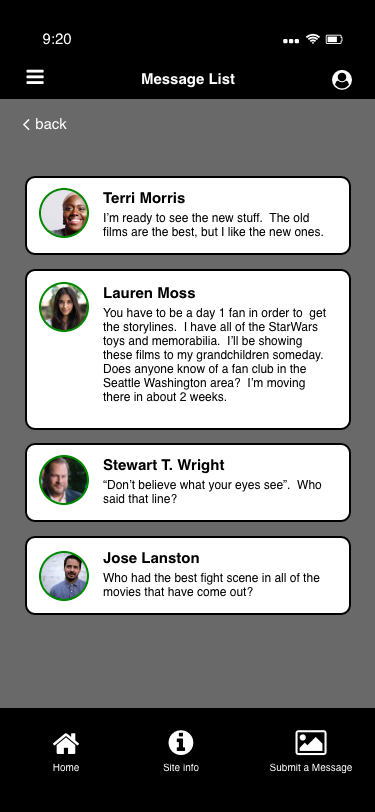 9:20
Message List
back
Terri Morris
I'm ready to see the new stuff.  The old
films are the best, but I like the new ones.
Lauren Moss
You have to be a day 1 fan in order to  get
the storylines.  I have all of the StarWars
toys and memorabilia.  I'll be showing
these films to my grandchildren someday.
Does anyone know of a fan club in the
Seattle Washington area?  I'm moving
there in about 2 weeks.
Stewart T. Wright
“Don't believe what your eyes see”.  Who
said that line?
Jose Lanston
Who had the best fight scene in all of the
movies that have come out?
Home
Site info
Submit a Message